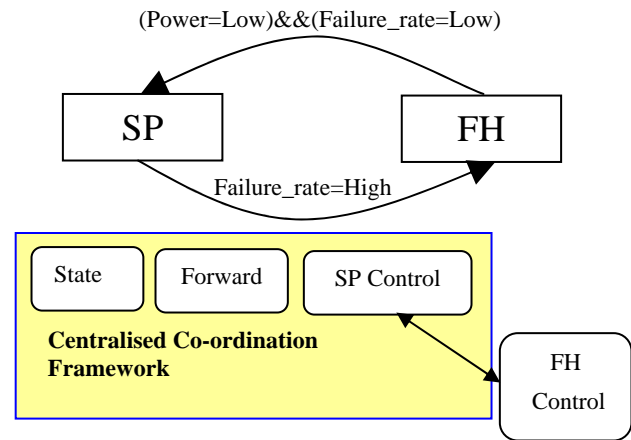 (Power=Low)&&(Failure_rate=Low)
SP
FH
Failure_rate=High
State
Forward
SP Control
Centralised Co-ordination
Framework
FH
Control